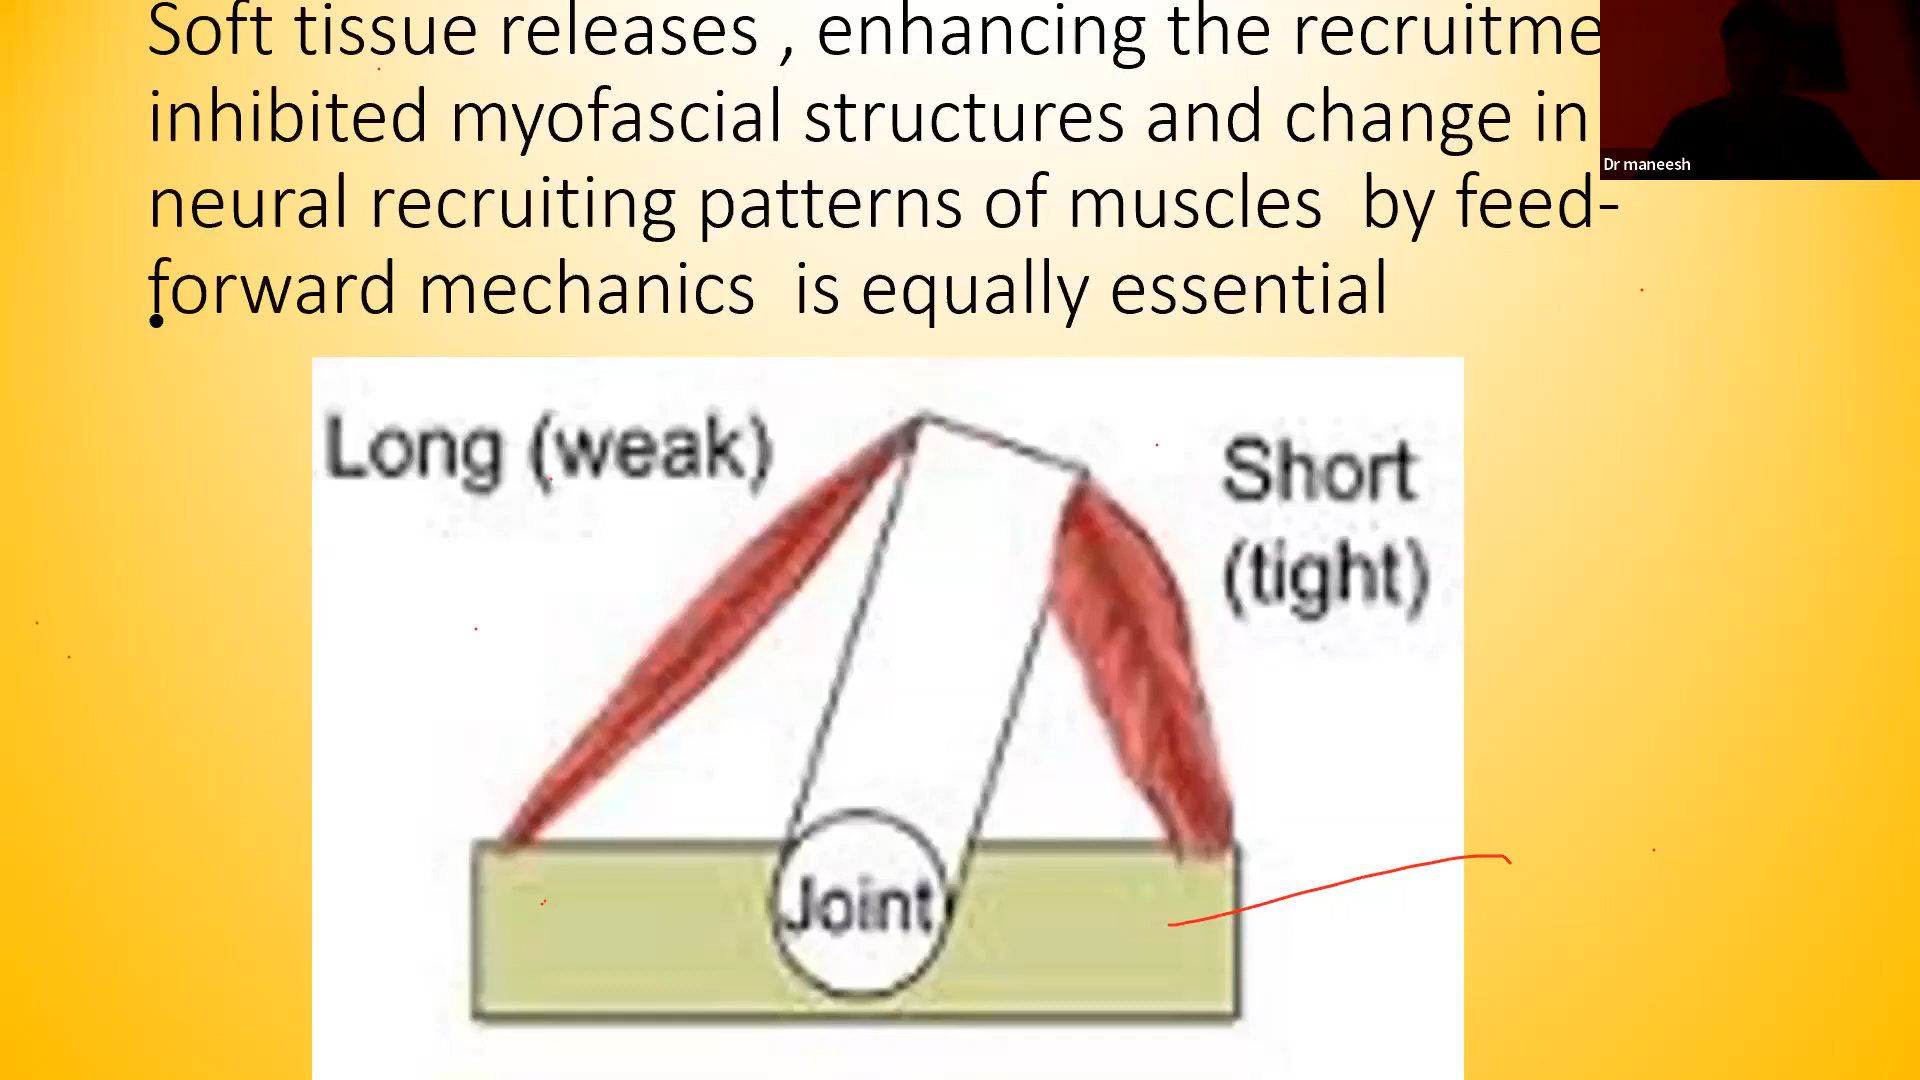 Soft tissue releases , enhancing the recruitme
inhibited myofascial structures and change in
neural recruiting patterns of muscles by feed-
forward mechanics is equally essential
Dr maneesh
Long (weak)
Short
(tight)
Joint